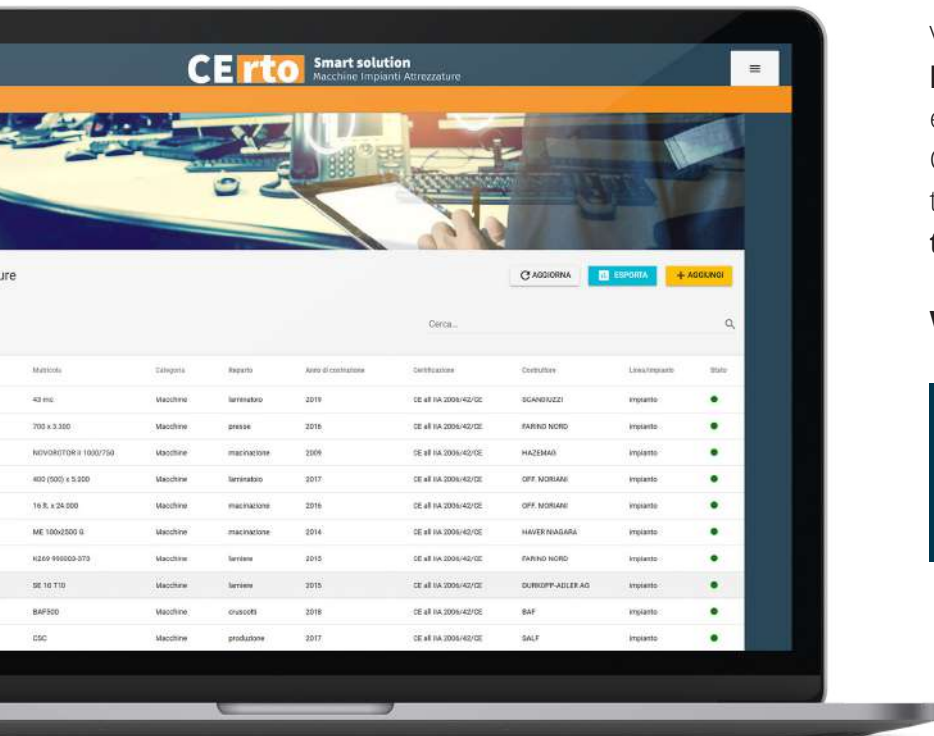 CErto Smart solution
Macchine Impianti Attrezzature
ure
AGGIORNA ESPORTA + AGGIUNGI
Cerca...
Matricola Categoria Reparto Anno di costruzione Certificazione Costruttore Linea/Impianto Stato
43 mc Macchine laminatoio 2019 CE all IIA 2006/42/CE SCANDIUZZI impianto
700 x 3.300 Macchine presse 2016 CE all IIA 2006/42/CE FARINO NORD impianto
NOVOROTOR II 1000/750 Macchine macinazione 2009 CE all IIA 2006/42/CE HAZEMAG impianto
400 (500) x 5.200 Macchine laminatoio 2017 CE all IIA 2006/42/CE OFF. MORIANI impianto
16 ft. x 24.000 Macchine macinazione 2016 CE all IIA 2006/42/CE OFF. MORIANI impianto
ME 100x2500 G Macchine macinazione 2014 CE all IIA 2006/42/CE HAVER NIAGARA impianto
Macchine lamiere 2015 CE all IIA 2006/42/CE FARINO NORD impianto
SE 10 T10 Macchine lamiere 2015 CE all IIA 2006/42/CE DURKOPP-ADLER AG impianto
BAF500 Macchine cruscotti 2018 CE all IIA 2006/42/CE BAF impianto
CSC Macchine produzione 2017 CE all IIA 2006/42/CE SALF impianto